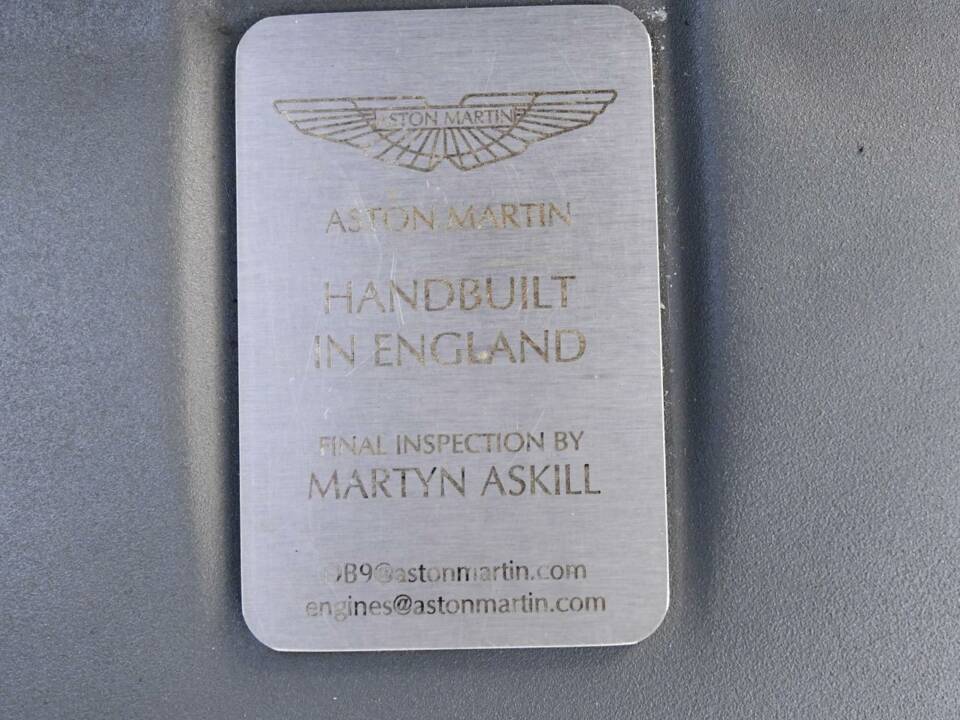 ASTON MARTIN
ASTON MARTIN
HANDBUILT
IN ENGLAND
FINAL INSPECTION BY
MARTYN ASKILL
DB9@astonmartin.com
engines@astonmartin.com